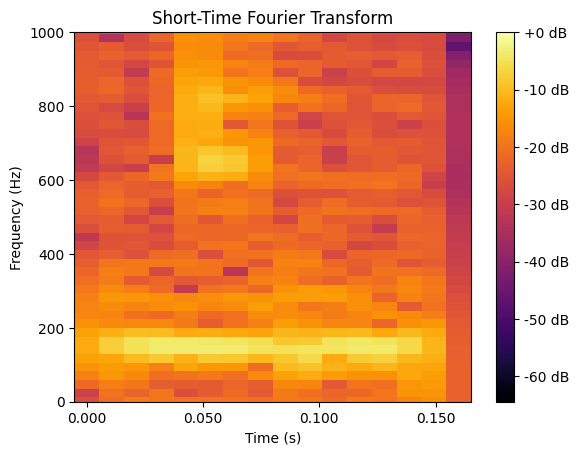 Short-Time Fourier Transform
Frequency (Hz)
1000
800
600
400
200
0
0.000
0.050
0.100
0.150
Time (s)
+0 dB
-10 dB
-20 dB
-30 dB
-40 dB
-50 dB
-60 dB